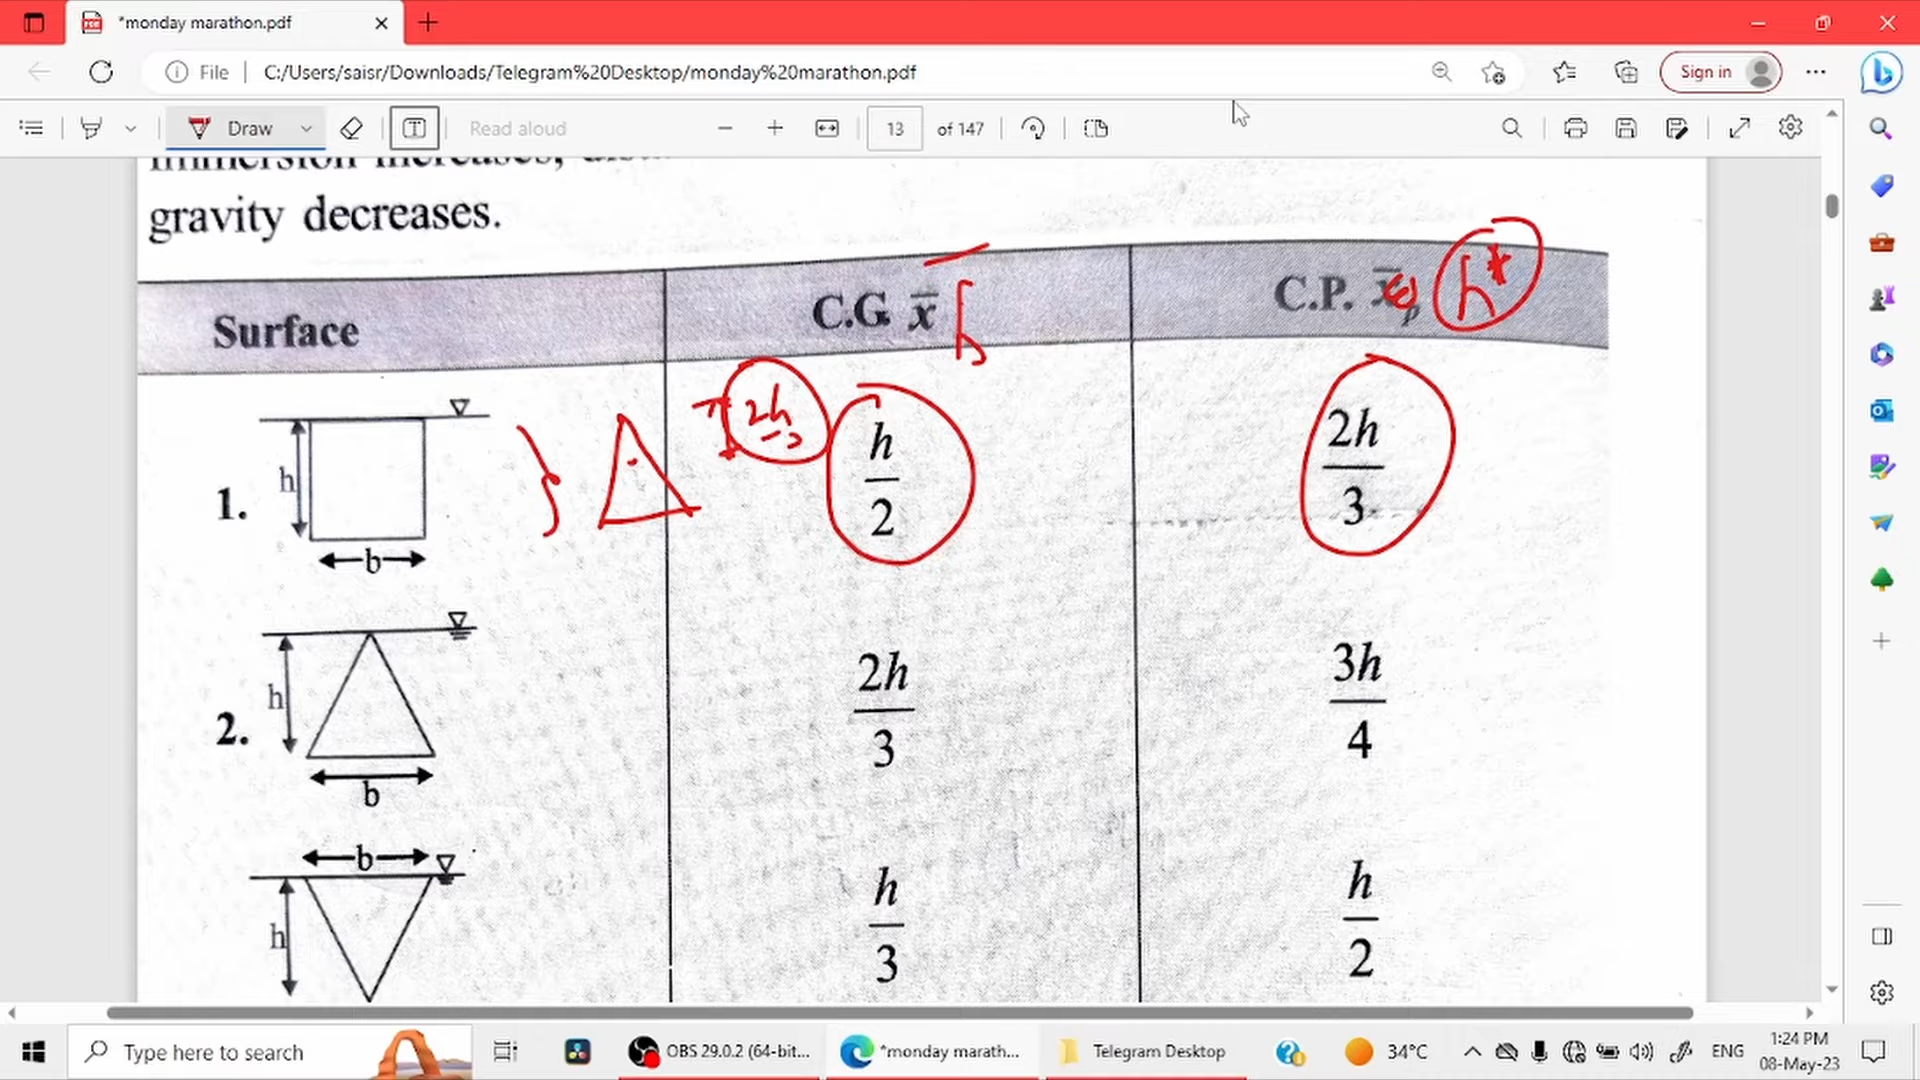 *monday marathon.pdf
File
C:/Users/saisr/Downloads/Telegram%20Desktop/monday%20marathon.pdf
Sign in
Draw
Read aloud
13
of 147
gravity decreases.
Surface
C.G. x̄ h
C.P. x̄p h*
1.
h
b
2h/3
h/2
2h/3
2.
h
b
2h/3
3h/4
b
h
h/3
h/2
Type here to search
OBS 29.0.2 (64-bit...
*monday marath...
Telegram Desktop
34°C
ENG
1:24 PM
08-May-23